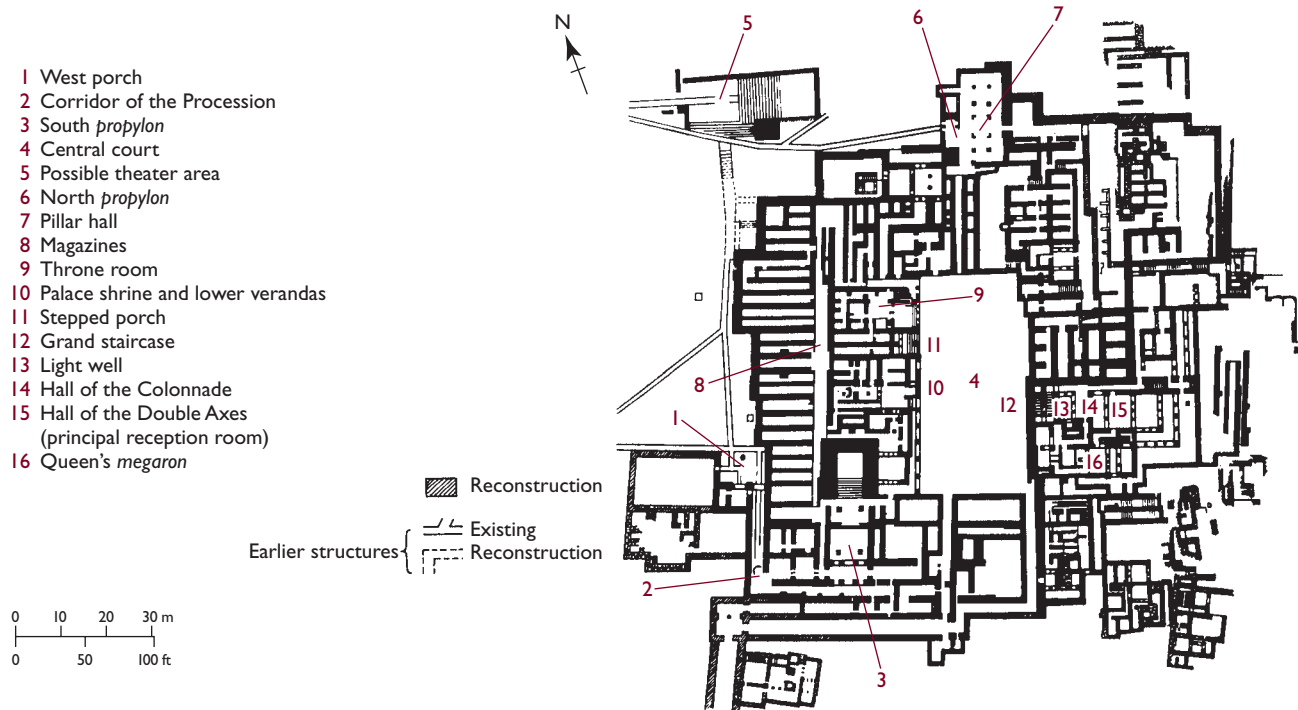 1 West porch
2 Corridor of the Procession
3 South propylon
4 Central court
5 Possible theater area
6 North propylon
7 Pillar hall
8 Magazines
9 Throne room
10 Palace shrine and lower verandas
11 Stepped porch
12 Grand staircase
13 Light well
14 Hall of the Colonnade
15 Hall of the Double Axes
(principal reception room)
16 Queen's megaron
Reconstruction
Earlier structures
Existing
Reconstruction
0 10 20 30 m
0 50 100 ft
N
5
6
7
9
11
8
10
4
12
13
14
15
1
16
2
3